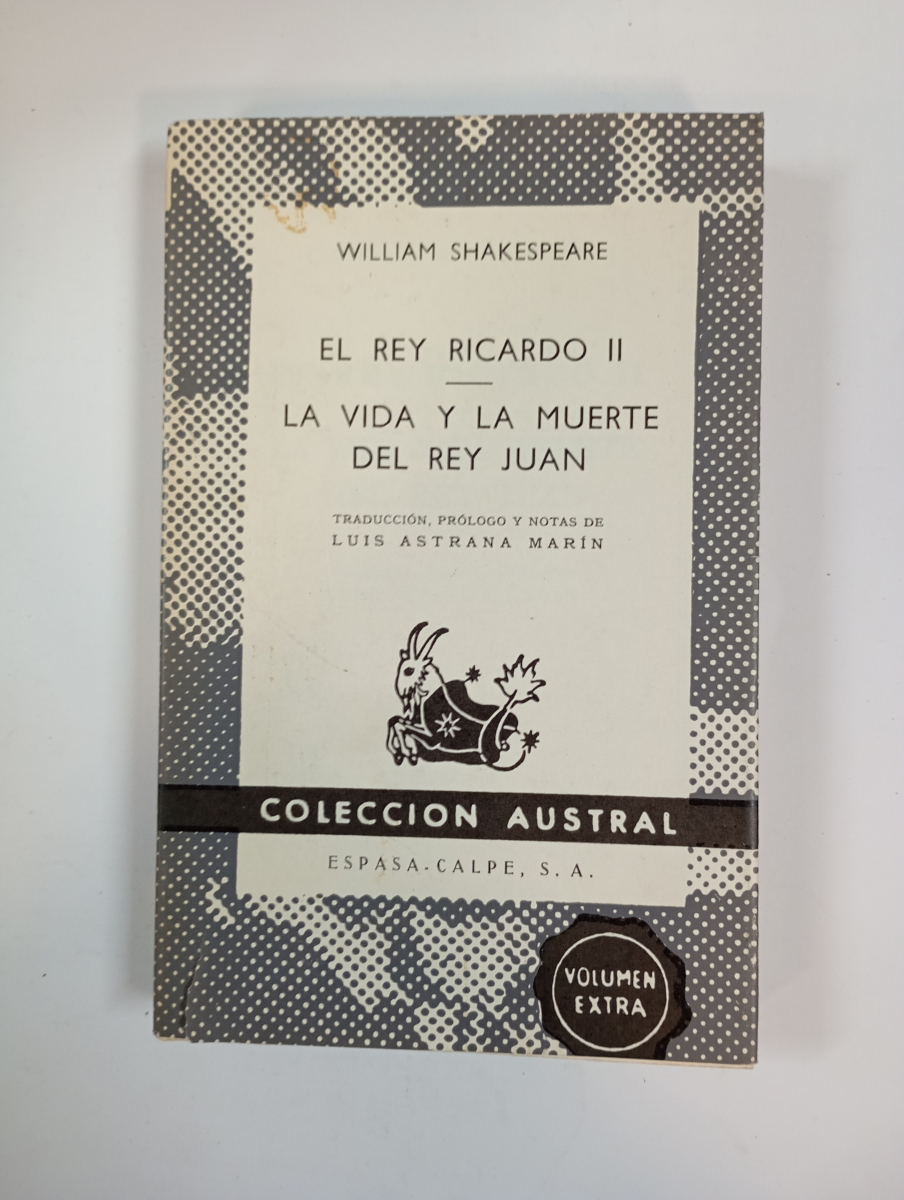 WILLIAM SHAKESPEARE
EL REY RICARDO II
LA VIDA Y LA MUERTE
DEL REY JUAN
TRADUCCIÓN, PRÓLOGO Y NOTAS DE
LUIS ASTRANA MARÍN
COLECCION AUSTRAL
ESPASA-CALPE, S. A.
VOLUMEN
EXTRA